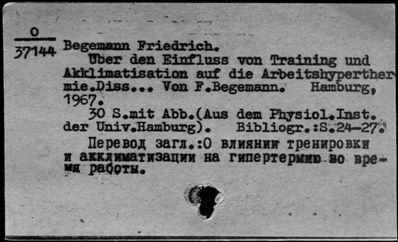 О
37144
Begemann Friedrich.
Über den Einfluss von Training und
Akklimatisation auf die Arbeitshyperther
mie.Diss... Von F.Begemann. Hamburg,
1967.
30 S.mit Abb.(Aus dem Physiol.Inst.
der Univ.Hamburg). Bibliogr.:S.24-27.
Перевод загл.:О влиянии тренировки
и акклиматизации на гипертермию во вре-
мя работы.